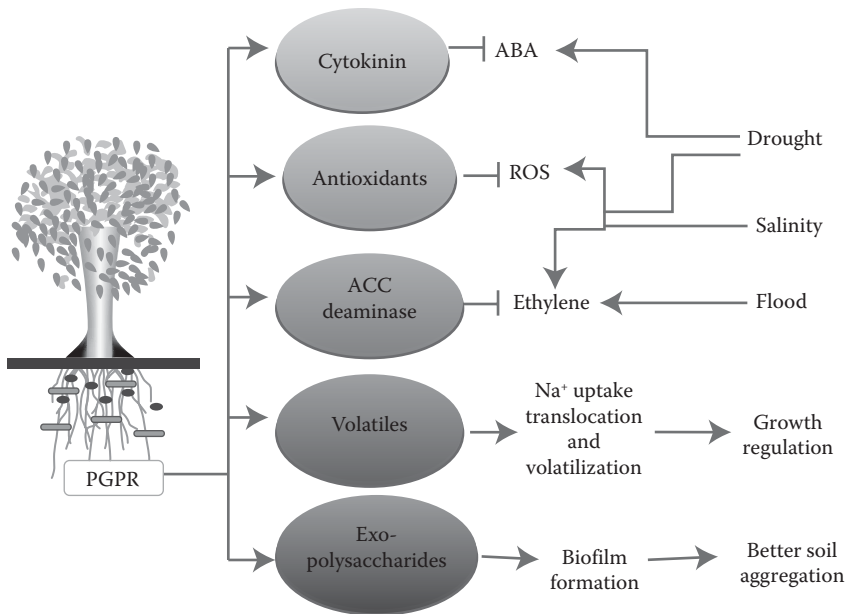 Cytokinin
ABA
Drought
Antioxidants
ROS
Salinity
ACC
deaminase
Ethylene
Flood
Volatiles
Na⁺ uptake
translocation
and
volatilization
Growth
regulation
PGPR
Exo-
polysaccharides
Biofilm
formation
Better soil
aggregation